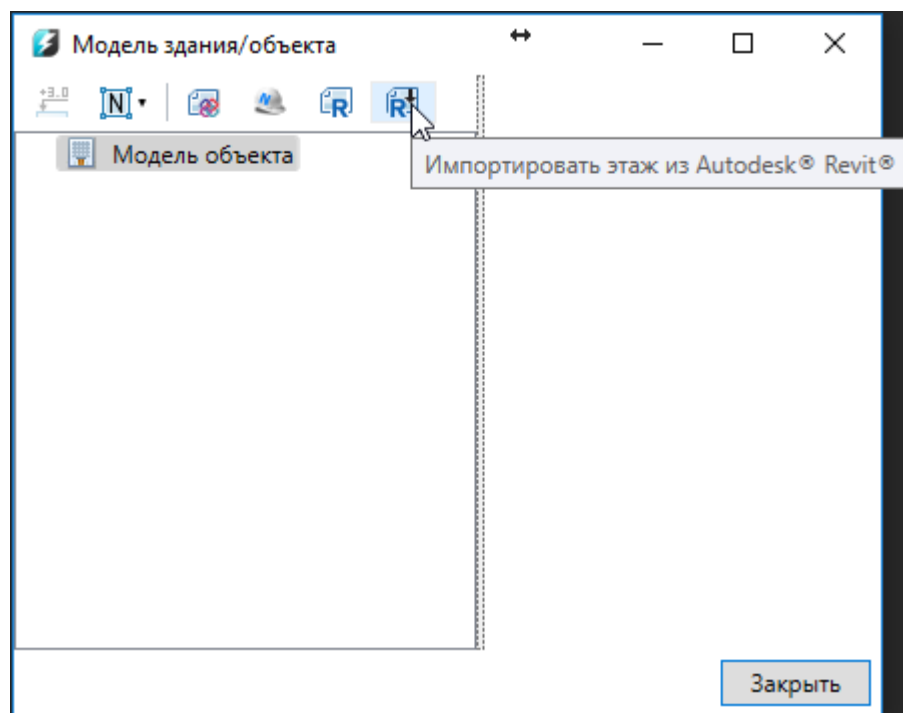 Модель здания/объекта
+3.0
N
R
R
Модель объекта
Импортировать этаж из Autodesk® Revit®
Закрыть